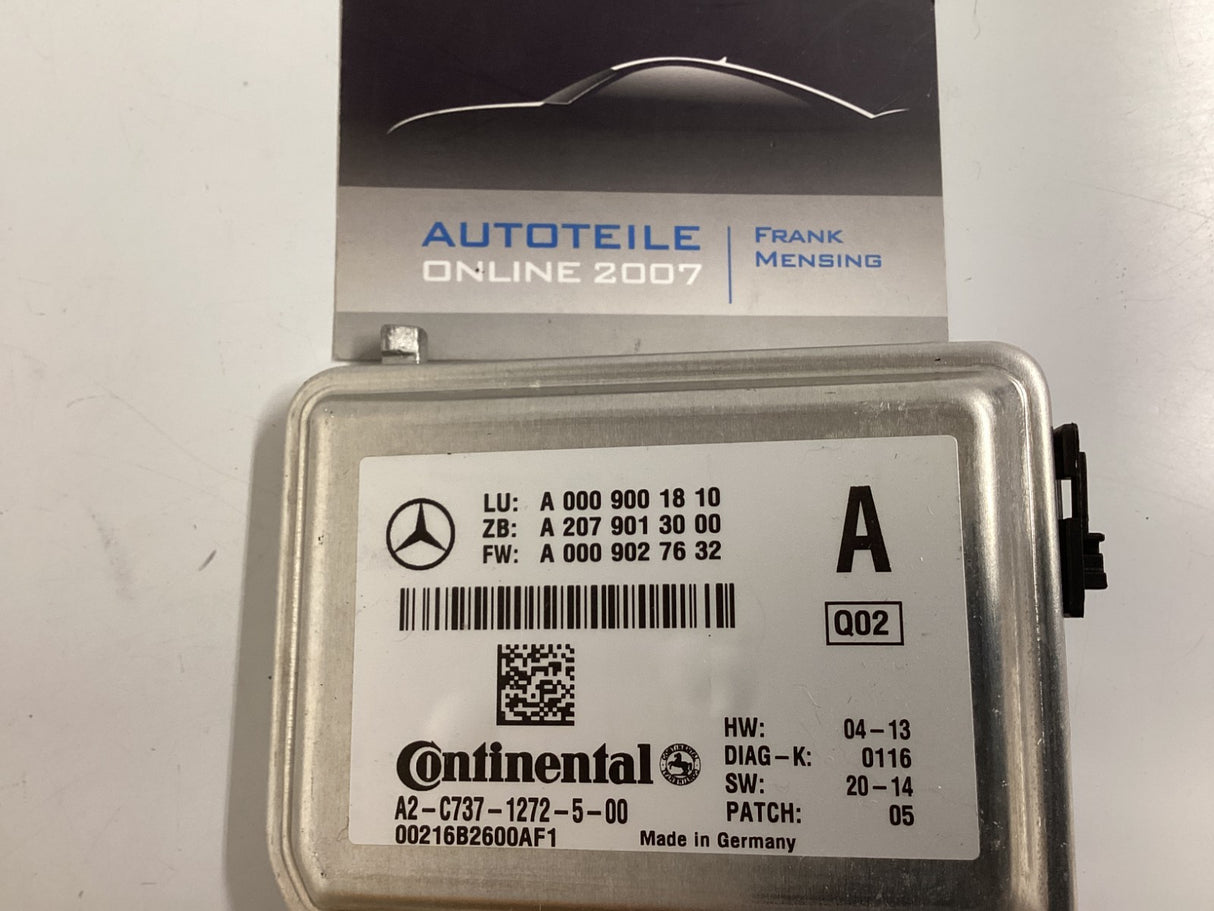 AUTOTEILE
ONLINE 2007
FRANK
MENSING
LU: A 000 900 18 10
ZB: A 207 901 30 00
FW: A 000 902 76 32
A
Q02
Continental
HW: 04-13
DIAG-K: 0116
SW: 20-14
PATCH: 05
A2-C737-1272-5-00
00216B2600AF1
Made in Germany